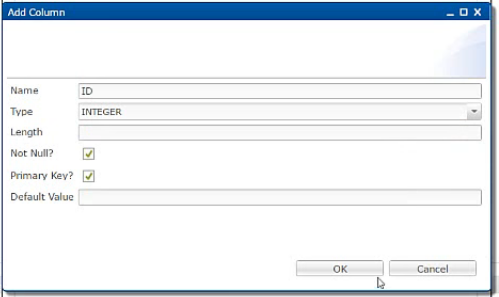 Add Column
Name ID
Type INTEGER
Length
Not Null?
Primary Key?
Default Value
OK Cancel